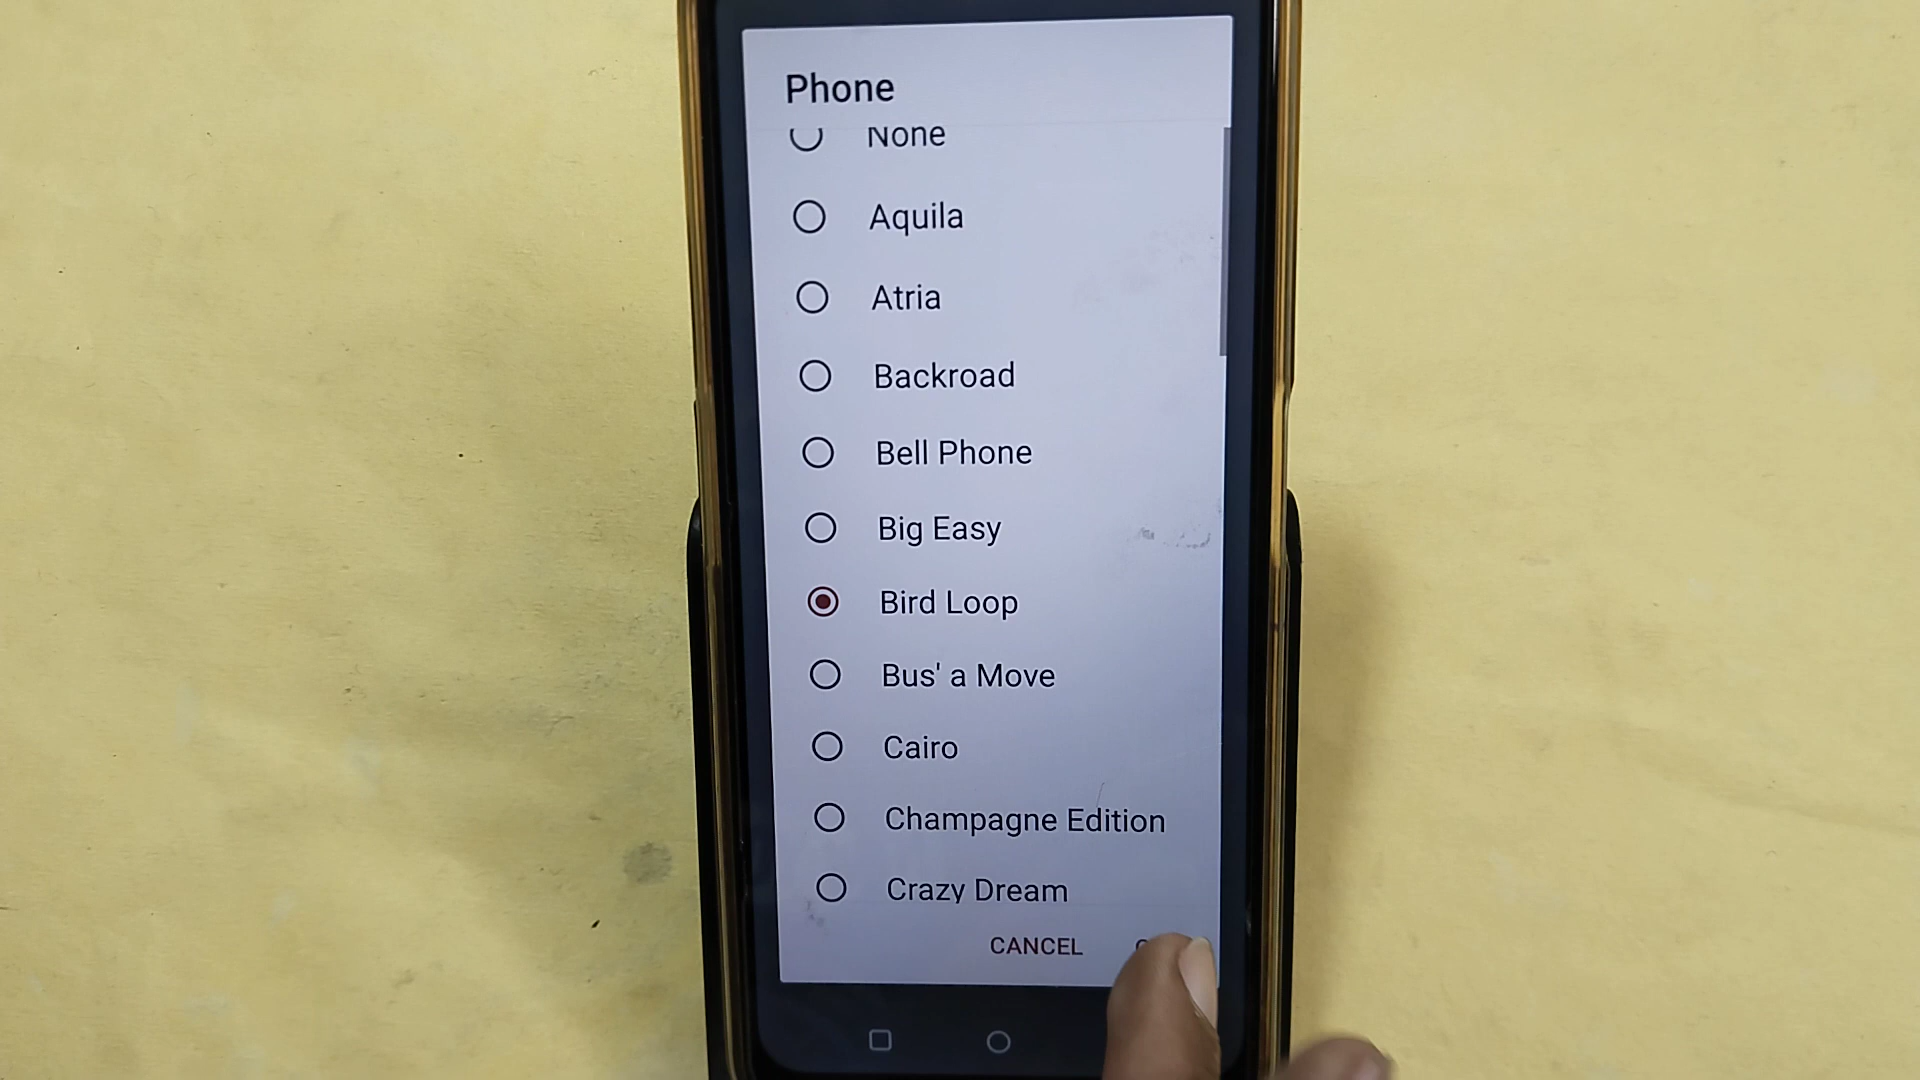 Phone
None
Aquila
Atria
Backroad
Bell Phone
Big Easy
Bird Loop
Bus' a Move
Cairo
Champagne Edition
Crazy Dream
CANCEL